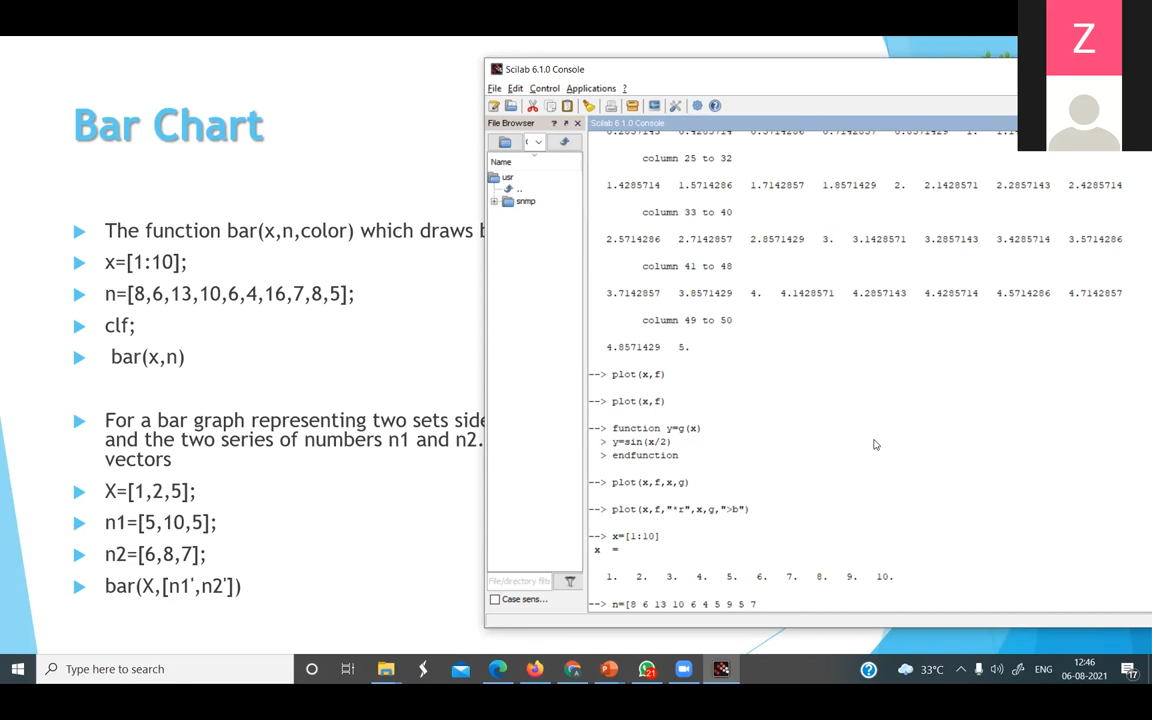 Bar Chart
The function bar(x,n,color) which draws b
x=[1:10];
n=[8,6,13,10,6,4,16,7,8,5];
clf;
bar(x,n)
For a bar graph representing two sets side
and the two series of numbers n1 and n2.
vectors
X=[1,2,5];
n1=[5,10,5];
n2=[6,8,7];
bar(X,[n1',n2'])
Scilab 6.1.0 Console
File Edit Control Applications ?
File Browser ? ↗ ✕
Scilab 6.1.0 Console
Name
usr
..
snmp
File/directory filt
Case sens...
column 25 to 32
1.4285714 1.5714286 1.7142857 1.8571429 2. 2.1428571 2.2857143 2.4285714
column 33 to 40
2.5714286 2.7142857 2.8571429 3. 3.1428571 3.2857143 3.4285714 3.5714286
column 41 to 48
3.7142857 3.8571429 4. 4.1428571 4.2857143 4.4285714 4.5714286 4.7142857
column 49 to 50
4.8571429 5.
--> plot(x,f)
--> plot(x,f)
--> function y=g(x)
> y=sin(x/2)
> endfunction
--> plot(x,f,x,g)
--> plot(x,f,"*r",x,g,">b")
--> x=[1:10]
x =
1. 2. 3. 4. 5. 6. 7. 8. 9. 10.
--> n=[8 6 13 10 6 4 5 9 5 7
Z
Type here to search
21
33°C
ENG
12:46
06-08-2021
17